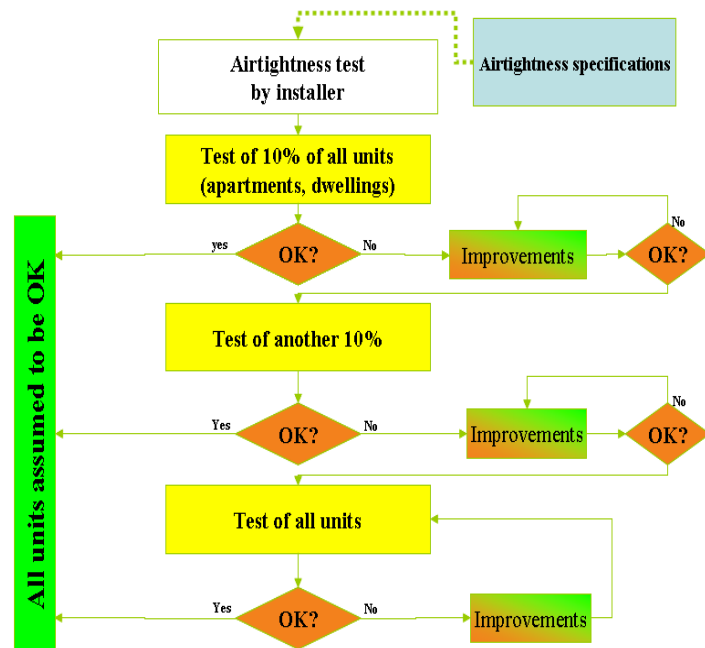 Airtightness test
by installer
Airtightness specifications
Test of 10% of all units
(apartments, dwellings)
yes
OK?
No
Improvements
No
OK?
Test of another 10%
Yes
OK?
No
Improvements
No
OK?
Test of all units
Yes
OK?
No
Improvements
All units assumed to be OK